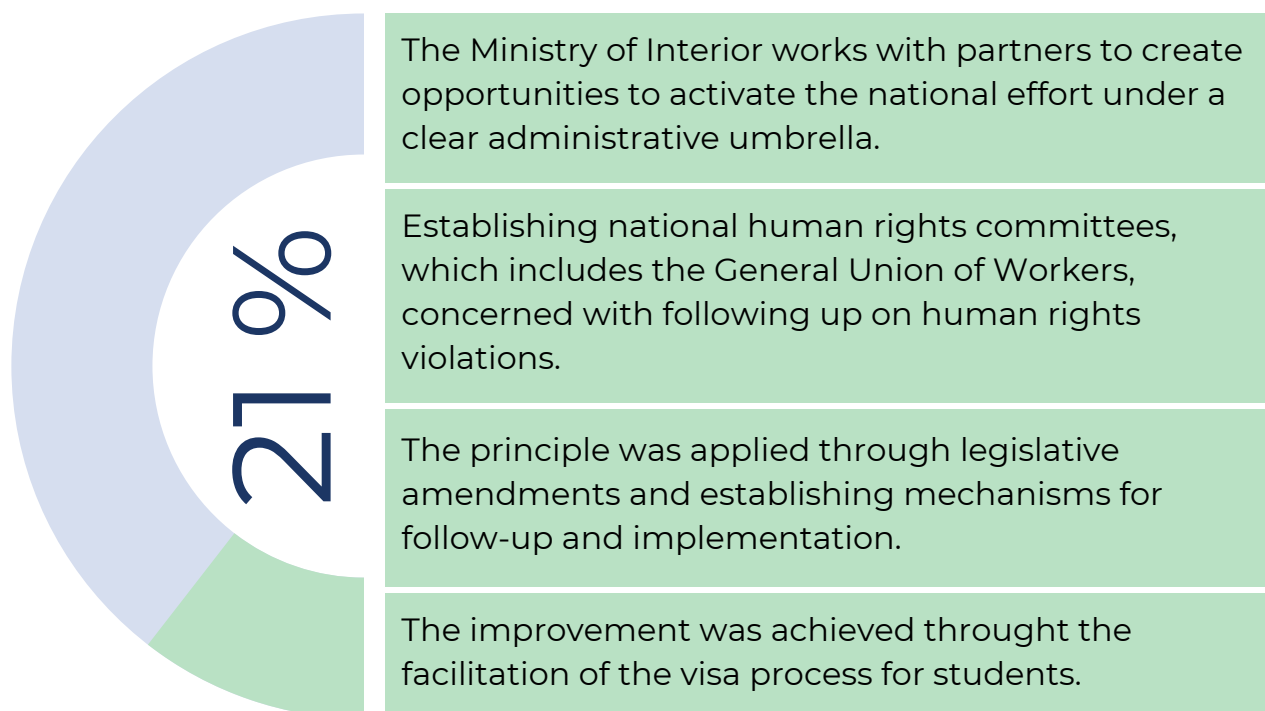 21 %
The Ministry of Interior works with partners to create
opportunities to activate the national effort under a
clear administrative umbrella.
Establishing national human rights committees,
which includes the General Union of Workers,
concerned with following up on human rights
violations.
The principle was applied through legislative
amendments and establishing mechanisms for
follow-up and implementation.
The improvement was achieved throught the
facilitation of the visa process for students.